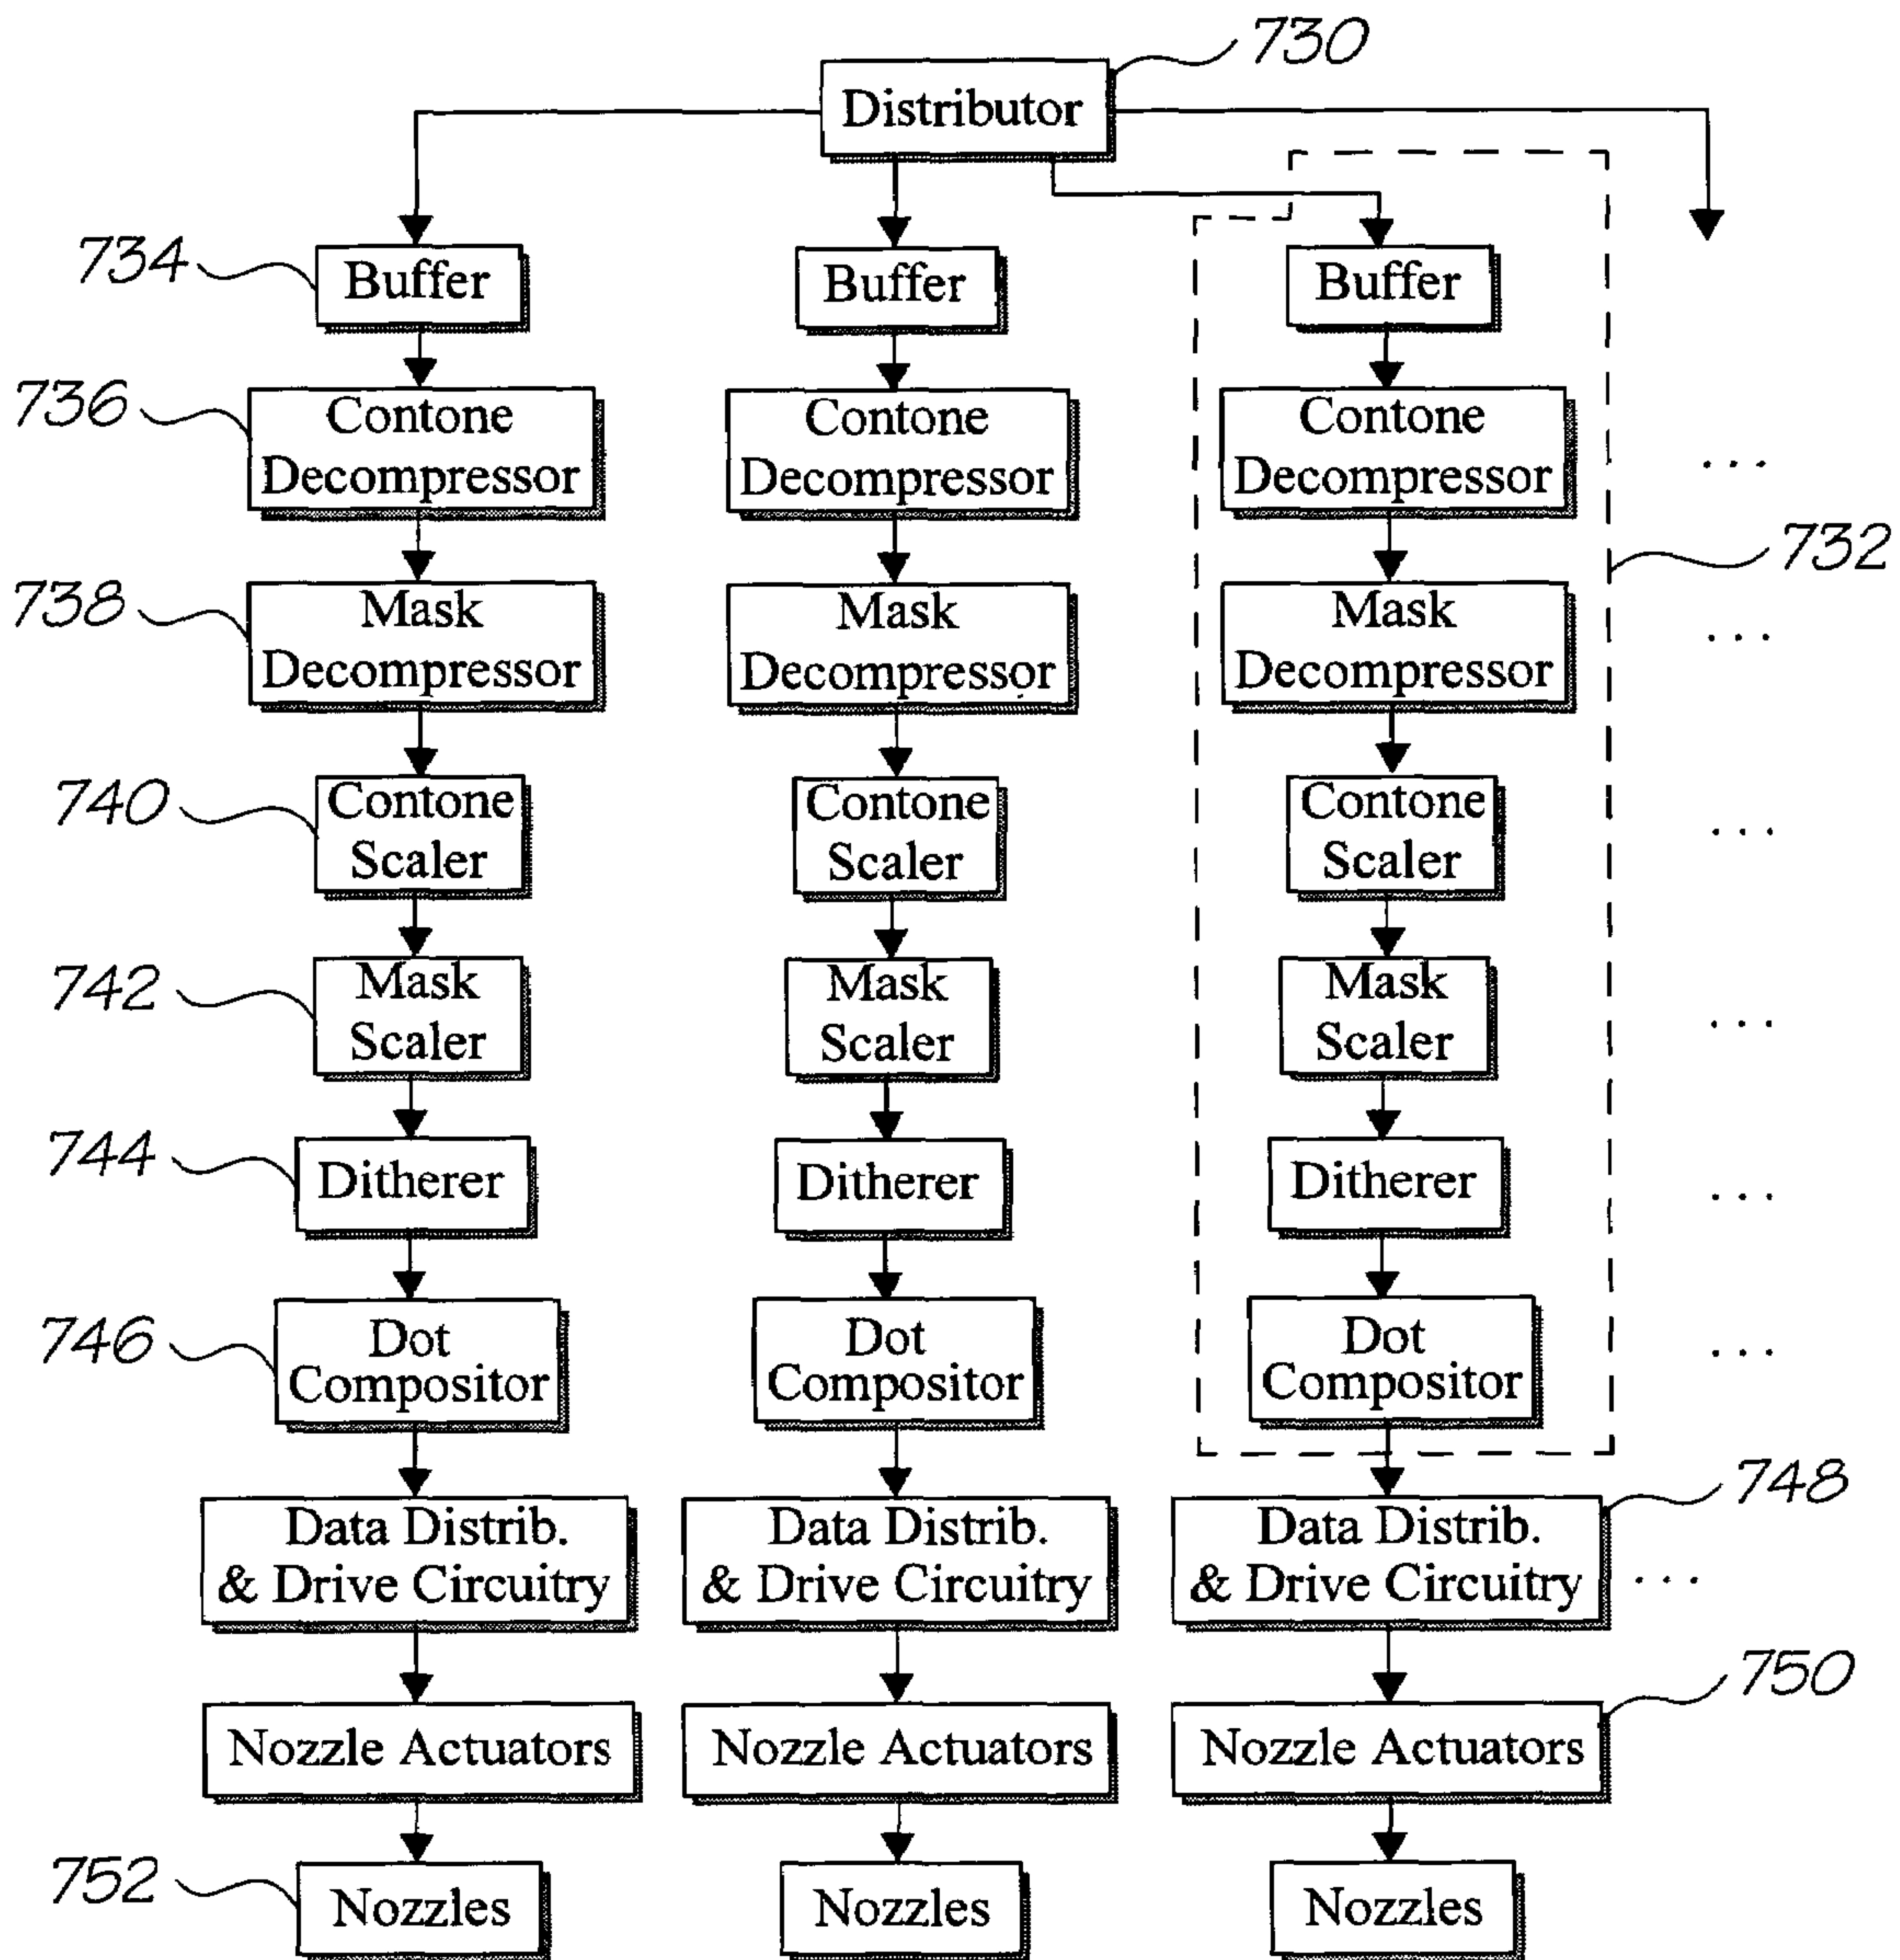 730
Distributor
734 Buffer Buffer Buffer
736 Contone Contone Contone
Decompressor Decompressor Decompressor ...
732
738 Mask Mask Mask ...
Decompressor Decompressor Decompressor
740 Contone Contone Contone ...
Scaler Scaler Scaler
742 Mask Mask Mask ...
Scaler Scaler Scaler
744 Ditherer Ditherer Ditherer ...
746 Dot Dot Dot ...
Compositor Compositor Compositor
748
Data Distrib. Data Distrib. Data Distrib.
& Drive Circuitry & Drive Circuitry & Drive Circuitry ...
750
Nozzle Actuators Nozzle Actuators Nozzle Actuators
752 Nozzles Nozzles Nozzles